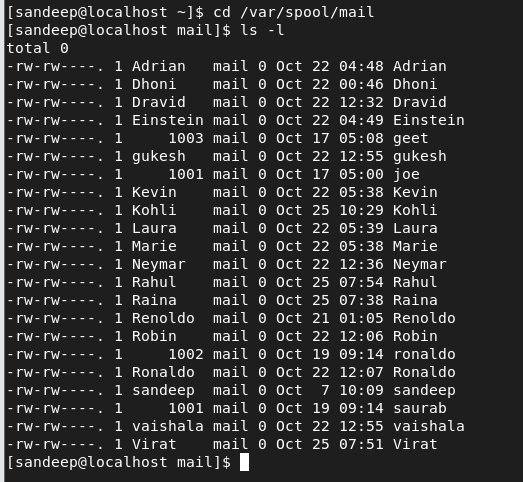 [sandeep@localhost ~]$ cd /var/spool/mail
[sandeep@localhost mail]$ ls -l
total 0
-rw-rw----. 1 Adrian   mail 0 Oct 22 04:48 Adrian
-rw-rw----. 1 Dhoni    mail 0 Oct 22 00:46 Dhoni
-rw-rw----. 1 Dravid   mail 0 Oct 22 12:32 Dravid
-rw-rw----. 1 Einstein mail 0 Oct 22 04:49 Einstein
-rw-rw----. 1     1003 mail 0 Oct 17 05:08 geet
-rw-rw----. 1 gukesh   mail 0 Oct 22 12:55 gukesh
-rw-rw----. 1     1001 mail 0 Oct 17 05:00 joe
-rw-rw----. 1 Kevin    mail 0 Oct 22 05:38 Kevin
-rw-rw----. 1 Kohli    mail 0 Oct 25 10:29 Kohli
-rw-rw----. 1 Laura    mail 0 Oct 22 05:39 Laura
-rw-rw----. 1 Marie    mail 0 Oct 22 05:38 Marie
-rw-rw----. 1 Neymar   mail 0 Oct 22 12:36 Neymar
-rw-rw----. 1 Rahul    mail 0 Oct 25 07:54 Rahul
-rw-rw----. 1 Raina    mail 0 Oct 25 07:38 Raina
-rw-rw----. 1 Renoldo  mail 0 Oct 21 01:05 Renoldo
-rw-rw----. 1 Robin    mail 0 Oct 22 12:06 Robin
-rw-rw----. 1     1002 mail 0 Oct 19 09:14 ronaldo
-rw-rw----. 1 Ronaldo  mail 0 Oct 22 12:07 Ronaldo
-rw-rw----. 1 sandeep  mail 0 Oct  7 10:09 sandeep
-rw-rw----. 1     1001 mail 0 Oct 19 09:14 saurab
-rw-rw----. 1 vaishala mail 0 Oct 22 12:55 vaishala
-rw-rw----. 1 Virat    mail 0 Oct 25 07:51 Virat
[sandeep@localhost mail]$